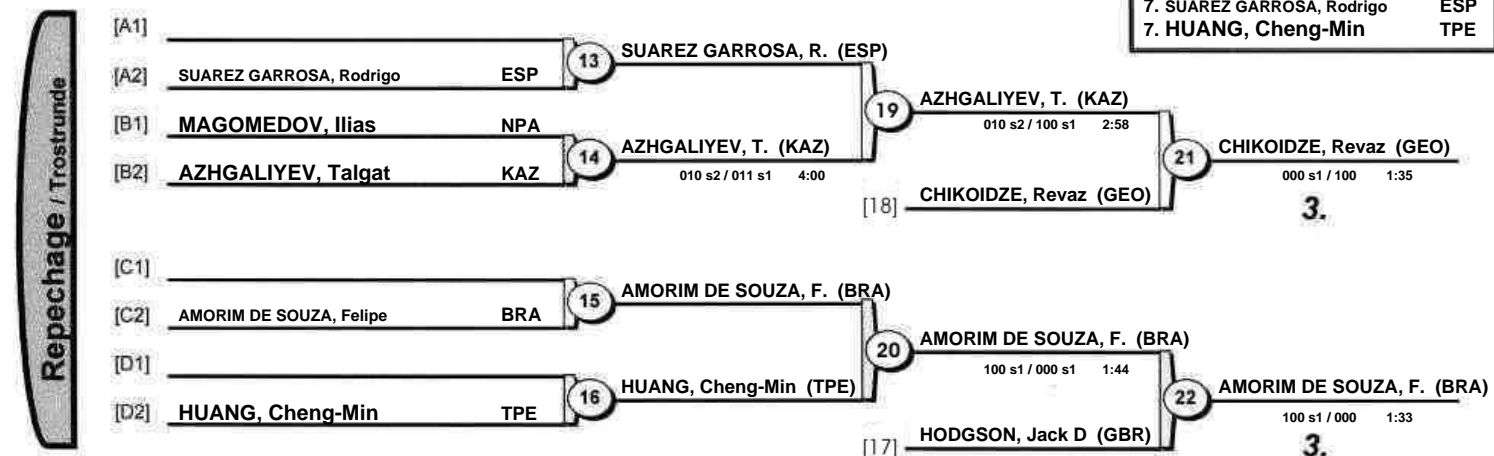 7. SUAREZ GARROSA, Rodrigo ESP
7. HUANG, Cheng-Min TPE
Repechage / Trostrunde
[A1]
[A2] SUAREZ GARROSA, Rodrigo ESP
13
SUAREZ GARROSA, R. (ESP)
[B1] MAGOMEDOV, Ilias NPA
[B2] AZHGALIYEV, Talgat KAZ
14
AZHGALIYEV, T. (KAZ)
010 s2 / 011 s1 4:00
19
AZHGALIYEV, T. (KAZ)
010 s2 / 100 s1 2:58
[18] CHIKOIDZE, Revaz (GEO)
21
CHIKOIDZE, Revaz (GEO)
000 s1 / 100 1:35
3.
[C1]
[C2] AMORIM DE SOUZA, Felipe BRA
15
AMORIM DE SOUZA, F. (BRA)
[D1]
[D2] HUANG, Cheng-Min TPE
16
HUANG, Cheng-Min (TPE)
20
AMORIM DE SOUZA, F. (BRA)
100 s1 / 000 s1 1:44
[17] HODGSON, Jack D (GBR)
22
AMORIM DE SOUZA, F. (BRA)
100 s1 / 000 1:33
3.